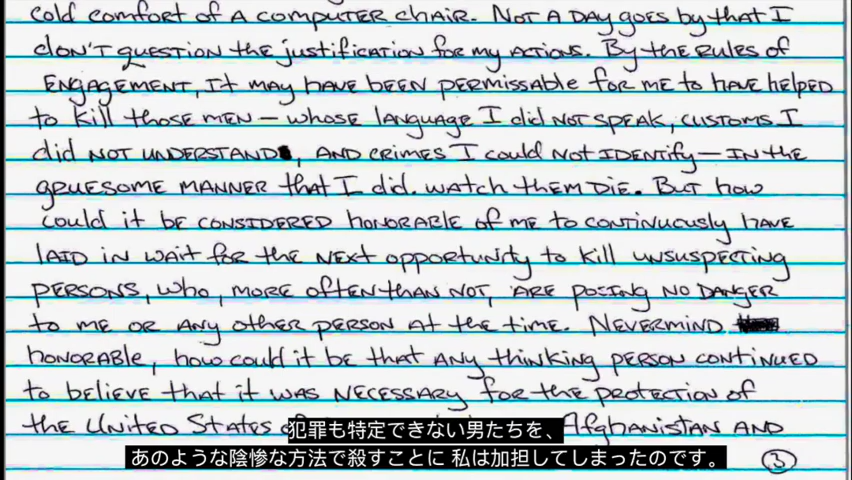 cold comfort of a computer chair. Not a day goes by that I
don't question the justification for my actions. By the rules of
engagement, it may have been permissable for me to have helped
to kill those men – whose language I did not speak, customs I
did not understand, and crimes I could not identify – in the
gruesome manner that I did. Watch them die. But how
could it be considered honorable of me to continuously have
laid in wait for the next opportunity to kill unsuspecting
persons, who, more often than not, are posing no danger
to me or any other person at the time. Nevermind
honorable, how could it be that any thinking person continued
to believe that it was necessary for the protection of
the United States Afghanistan and
犯罪も特定できない男たちを、
あのような陰惨な方法で殺すことに 私は加担してしまったのです。
3